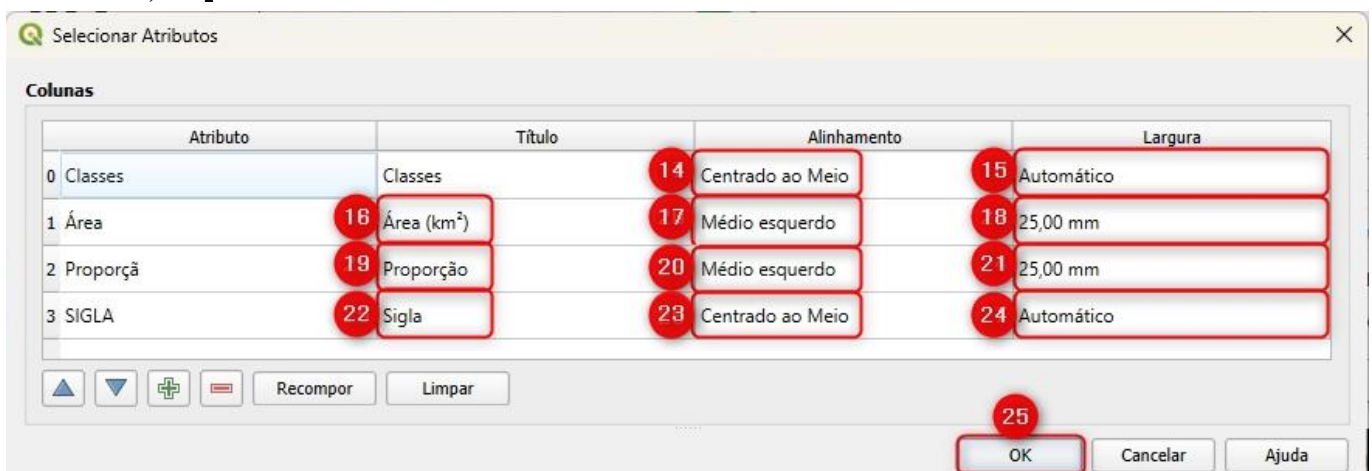 Selecionar Atributos
Colunas
Atributo Título Alinhamento Largura
0 Classes Classes 14 Centrado ao Meio 15 Automático
1 Área 16 Área (km²) 17 Médio esquerdo 18 25,00 mm
2 Proporçã 19 Proporção 20 Médio esquerdo 21 25,00 mm
3 SIGLA 22 Sigla 23 Centrado ao Meio 24 Automático
Recompor Limpar
25
OK Cancelar Ajuda